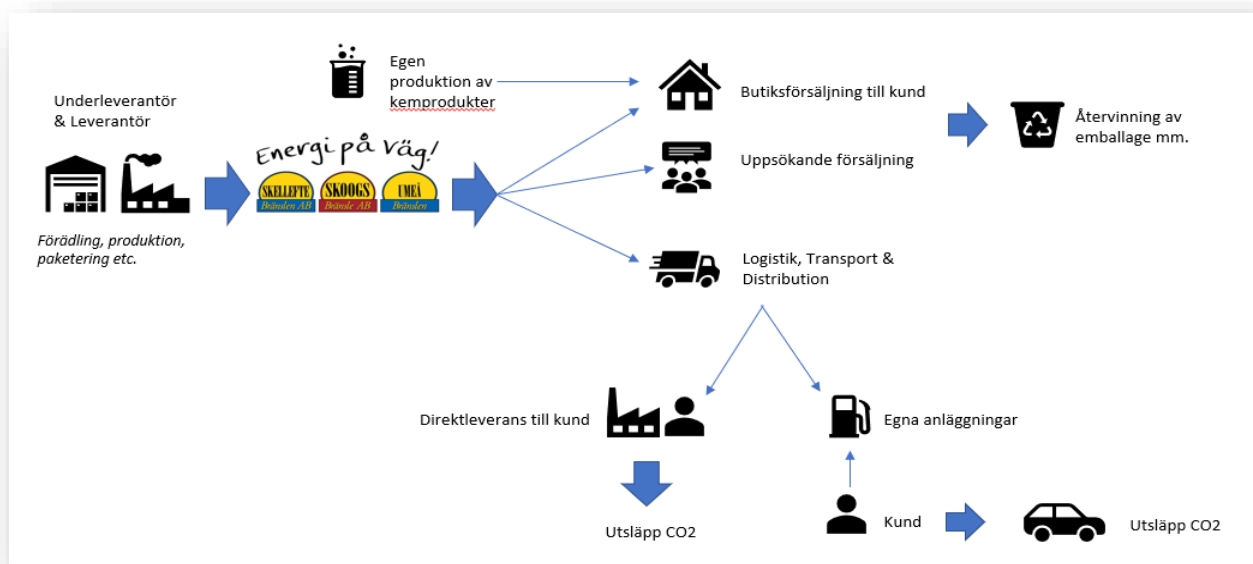 Egen
produktion av
kemprodukter
Underleverantör
& Leverantör
Energi på väg!
SKELLEFTE
Bränslen AB
SKOOGS
Bränsle AB
UMEÅ
Bränslen
Förädling, produktion,
paketering etc.
Butiksförsäljning till kund
Återvinning av
emballage mm.
Uppsökande försäljning
Logistik, Transport &
Distribution
Direktleverans till kund
Egna anläggningar
Utsläpp CO2
Kund
Utsläpp CO2